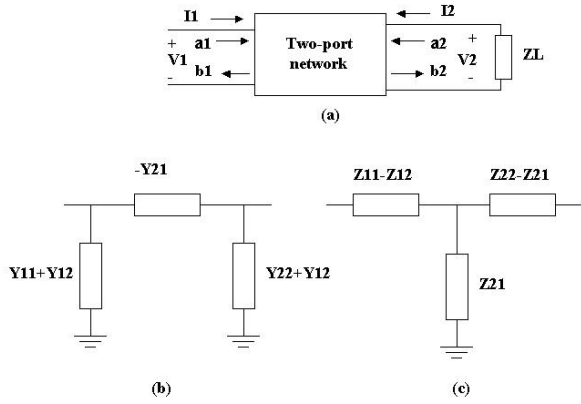 I1
I2
+
a1
V1
-
b1
Two-port
network
a2
+
V2
b2
-
ZL
(a)
-Y21
Y11+Y12
Y22+Y12
(b)
Z11-Z12
Z22-Z21
Z21
(c)